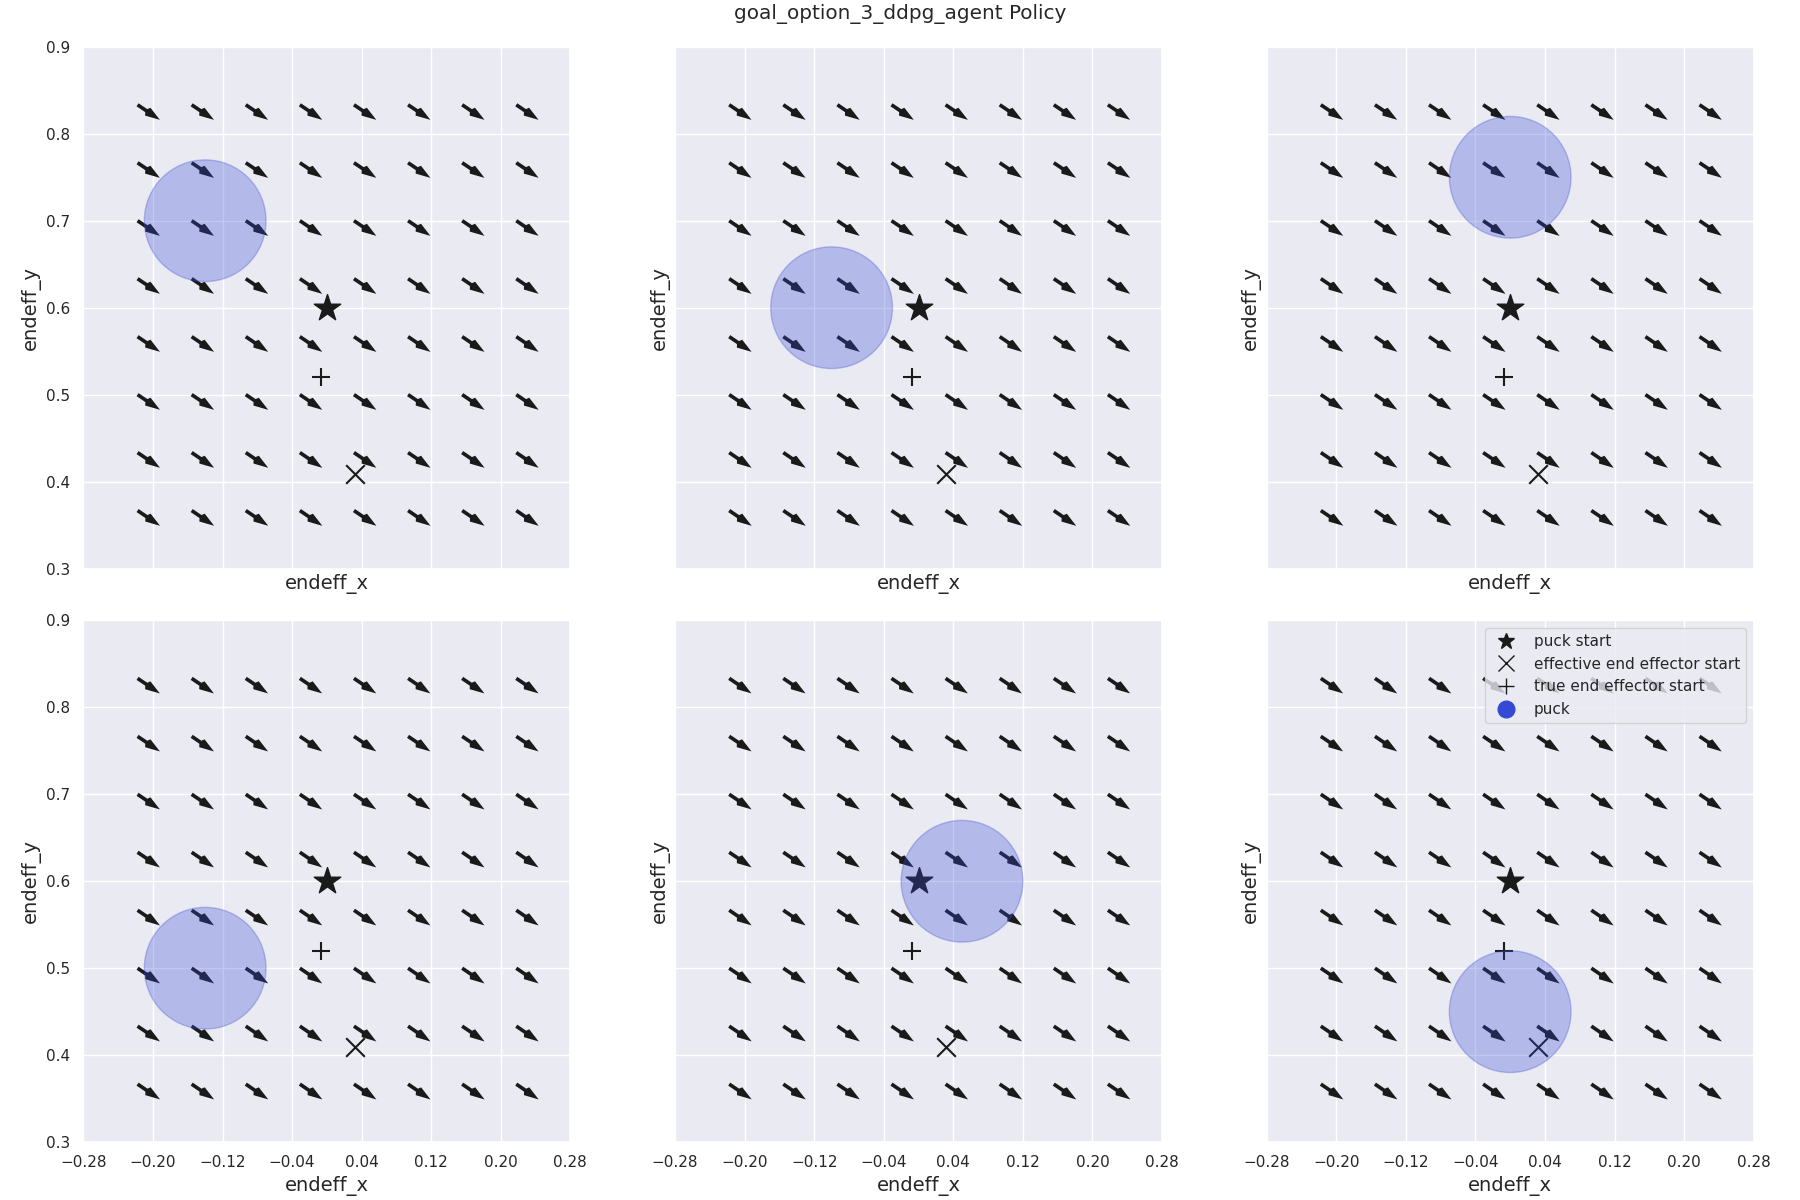 goal_option_3_ddpg_agent Policy
0.9
0.8
0.7
0.6
0.5
0.4
0.3
endeff_y
endeff_x
endeff_y
endeff_x
endeff_y
endeff_x
0.9
0.8
0.7
0.6
0.5
0.4
0.3
endeff_y
−0.28 −0.20 −0.12 −0.04 0.04 0.12 0.20 0.28
endeff_x
endeff_y
−0.28 −0.20 −0.12 −0.04 0.04 0.12 0.20 0.28
endeff_x
puck start
effective end effector start
true end effector start
puck
endeff_y
−0.28 −0.20 −0.12 −0.04 0.04 0.12 0.20 0.28
endeff_x